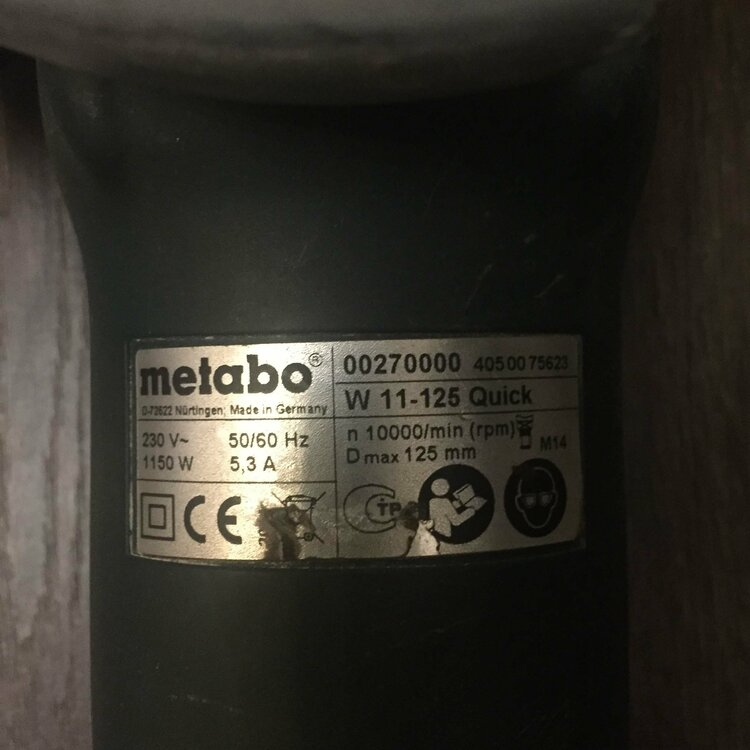 metabo®
D-72622 Nürtingen; Made in Germany
230 V~ 50/60 Hz
1150 W 5,3 A
CE
00270000 4050075623
W 11-125 Quick
n 10000/min (rpm) M14
D max 125 mm
CTP